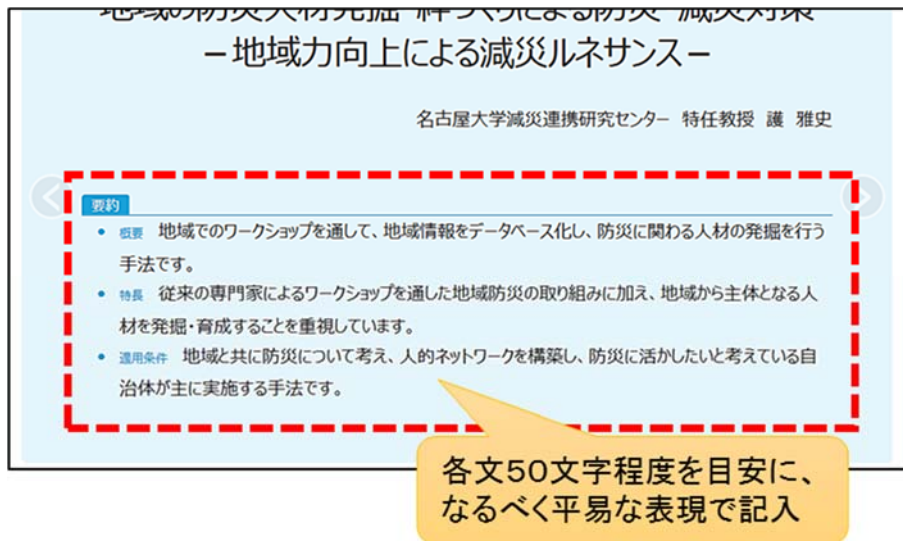 地域の防災人材発掘・絆づくりによる防災・減災対策
－地域力向上による減災ルネサンス－
名古屋大学減災連携研究センター 特任教授 護 雅史
要約
• 概要 地域でのワークショップを通して、地域情報をデータベース化し、防災に関わる人材の発掘を行う
手法です。
• 特長 従来の専門家によるワークショップを通した地域防災の取り組みに加え、地域から主体となる人
材を発掘・育成することを重視しています。
• 適用条件 地域と共に防災について考え、人的ネットワークを構築し、防災に活かしたいと考えている自
治体が主に実施する手法です。
各文50文字程度を目安に、
なるべく平易な表現で記入